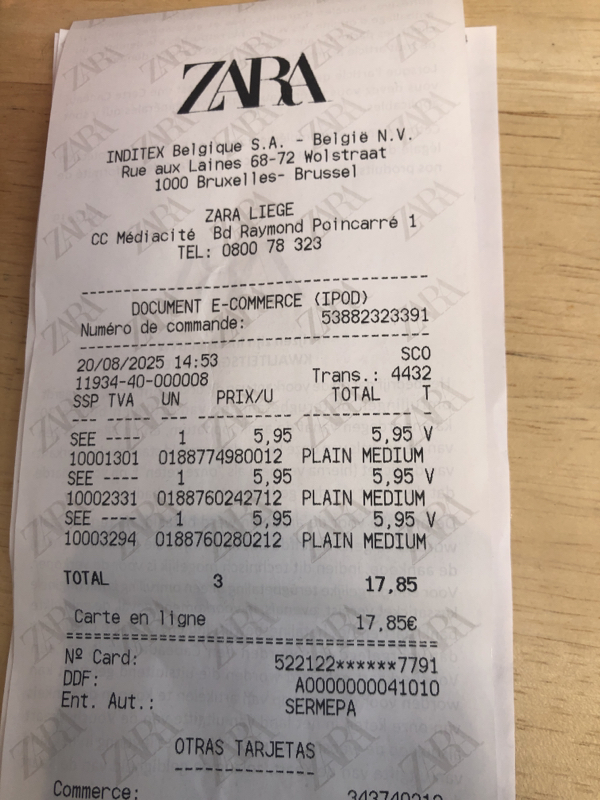 ZARA
INDITEX Belgique S.A. - België N.V.
Rue aux Laines 68-72 Wolstraat
1000 Bruxelles- Brussel
ZARA LIEGE
CC Médiacité Bd Raymond Poincarré 1
TEL: 0800 78 323
DOCUMENT E-COMMERCE (IPOD)
Numéro de commande: 53882323391
20/08/2025 14:53 SCO
11934-40-000008 Trans.: 4432
SSP TVA UN PRIX/U TOTAL T
--- --- --- --- --- -
SEE ---- 1 5,95 5,95 V
10001301 0188774980012 PLAIN MEDIUM
SEE ---- 1 5,95 5,95 V
10002331 0188760242712 PLAIN MEDIUM
SEE ---- 1 5,95 5,95 V
10003294 0188760280212 PLAIN MEDIUM
TOTAL 3 17,85
Carte en ligne 17,85€
Nº Card: 522122******7791
DDF: A0000000041010
Ent. Aut.: SERMEPA
OTRAS TARJETAS
Commerce: